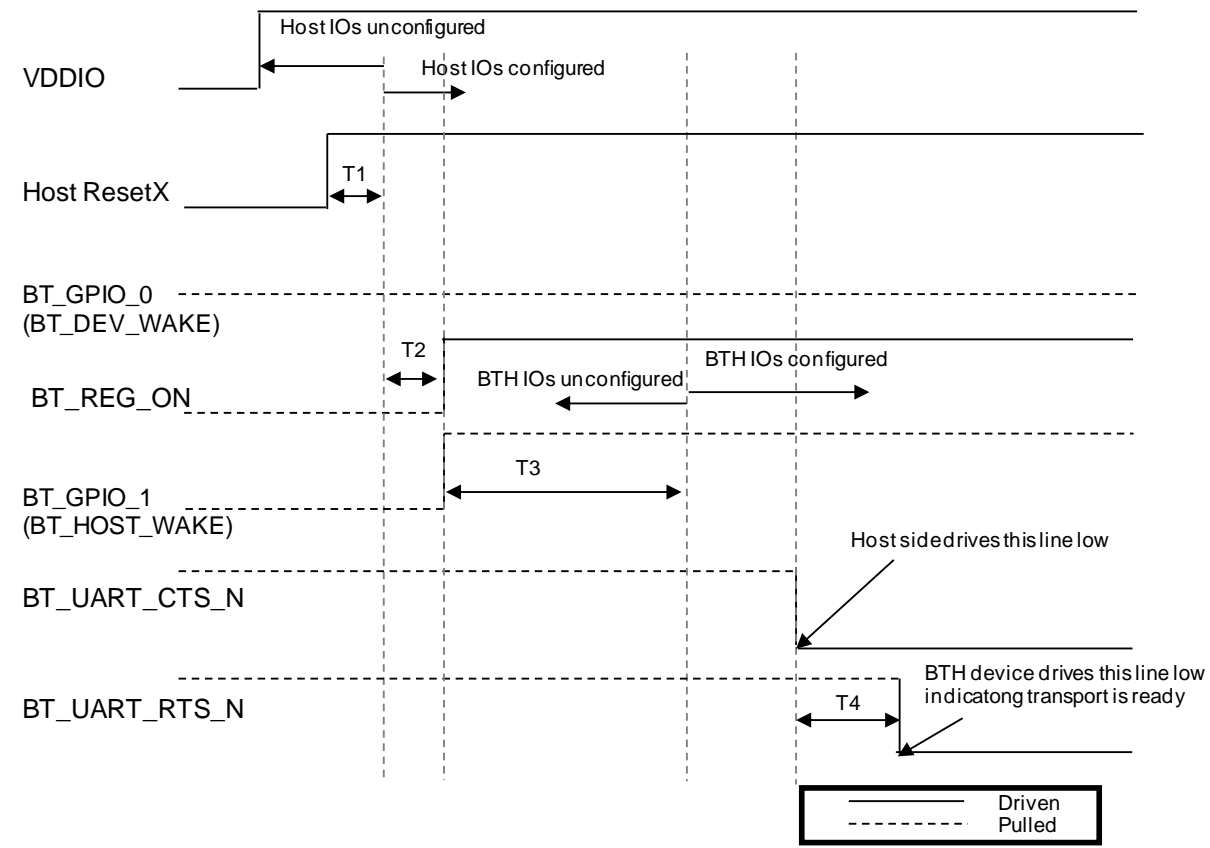 Host IOs unconfigured
Host IOs configured
VDDIO
T1
Host ResetX
BT_GPIO_0
(BT_DEV_WAKE)
T2
BTH IOs configured
BTH IOs unconfigured
BT_REG_ON
T3
BT_GPIO_1
(BT_HOST_WAKE)
Host side drives this line low
BT_UART_CTS_N
BTH device drives this line low
indicatong transport is ready
T4
BT_UART_RTS_N
Driven
Pulled